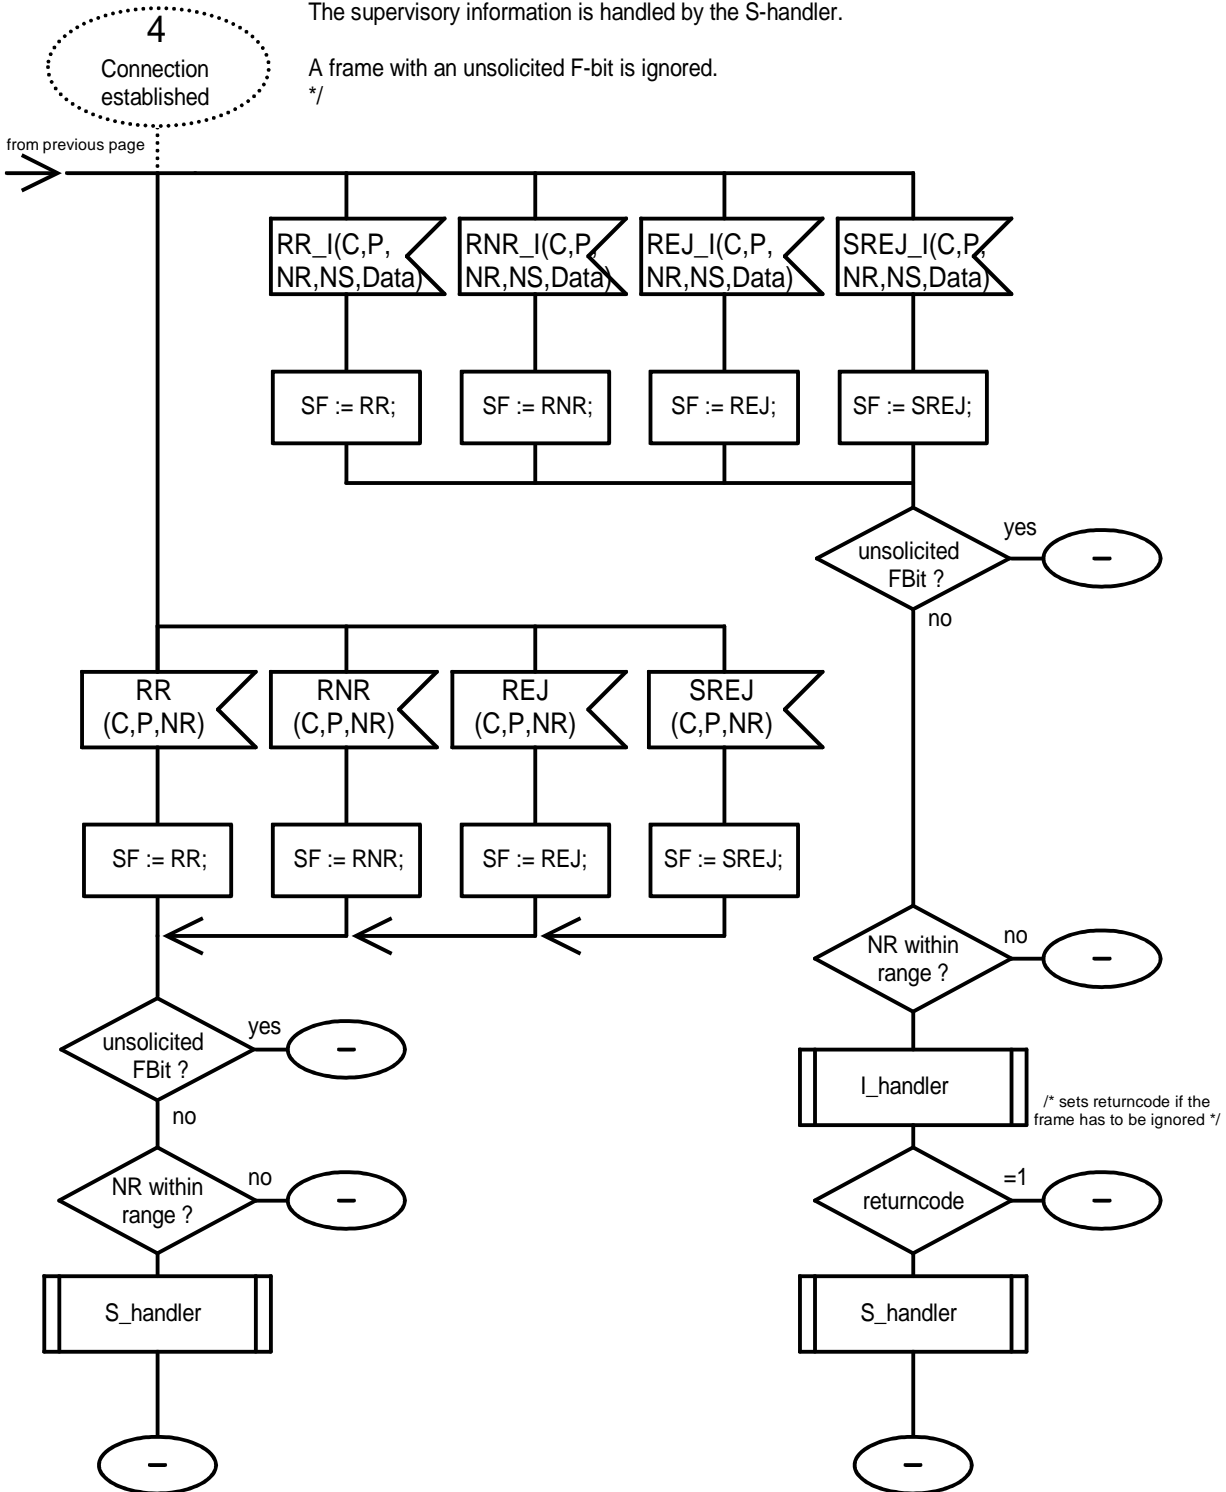 The supervisory information is handled by the S-handler.
4
Connection
established
A frame with an unsolicited F-bit is ignored.
*/
from previous page
RR_I(C,P,
NR,NS,Data)
RNR_I(C,P,
NR,NS,Data)
REJ_I(C,P,
NR,NS,Data)
SREJ_I(C,P,
NR,NS,Data)
SF := RR;
SF := RNR;
SF := REJ;
SF := SREJ;
unsolicited
FBit ?
yes
–
no
RR
(C,P,NR)
RNR
(C,P,NR)
REJ
(C,P,NR)
SREJ
(C,P,NR)
SF := RR;
SF := RNR;
SF := REJ;
SF := SREJ;
NR within
range ?
no
–
unsolicited
FBit ?
yes
–
no
I_handler
/* sets returncode if the
frame has to be ignored */
NR within
range ?
no
–
returncode
=1
–
S_handler
S_handler
–
–